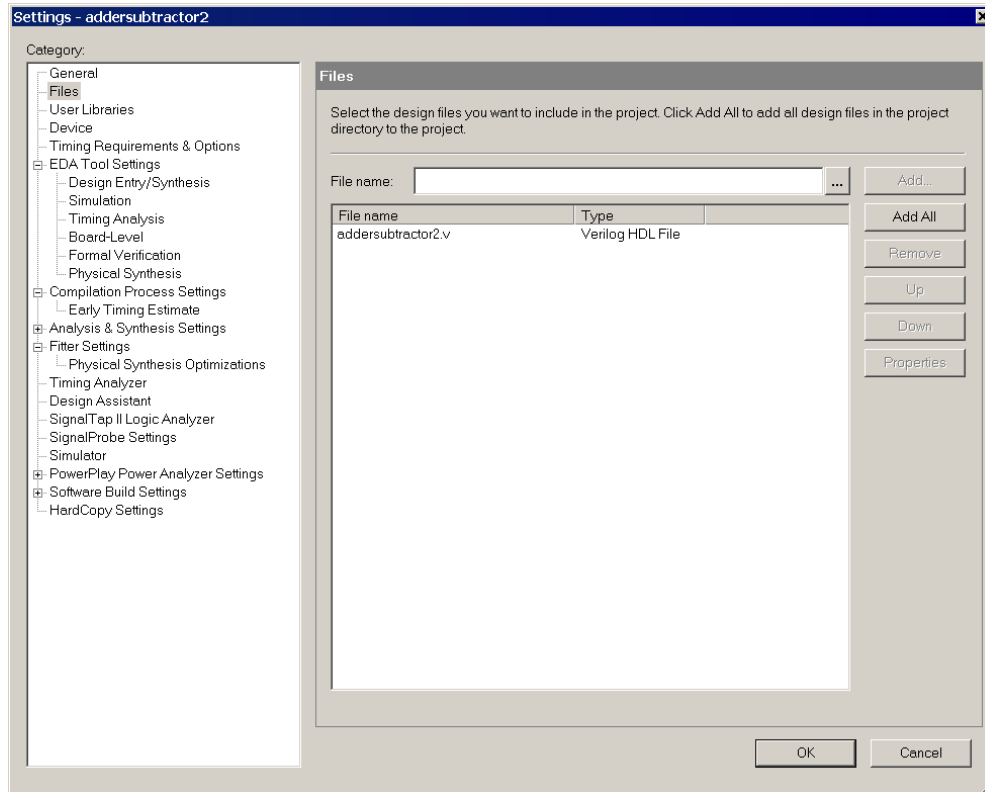 Settings - addersubtractor2
Category:
General
Files
User Libraries
Device
Timing Requirements & Options
EDA Tool Settings
Design Entry/Synthesis
Simulation
Timing Analysis
Board-Level
Formal Verification
Physical Synthesis
Compilation Process Settings
Early Timing Estimate
Analysis & Synthesis Settings
Fitter Settings
Physical Synthesis Optimizations
Timing Analyzer
Design Assistant
SignalTap II Logic Analyzer
SignalProbe Settings
Simulator
PowerPlay Power Analyzer Settings
Software Build Settings
HardCopy Settings
Files
Select the design files you want to include in the project. Click Add All to add all design files in the project
directory to the project.
File name: ... Add...
File name Type Add All
addersubtractor2.v Verilog HDL File
Remove
Up
Down
Properties
OK Cancel